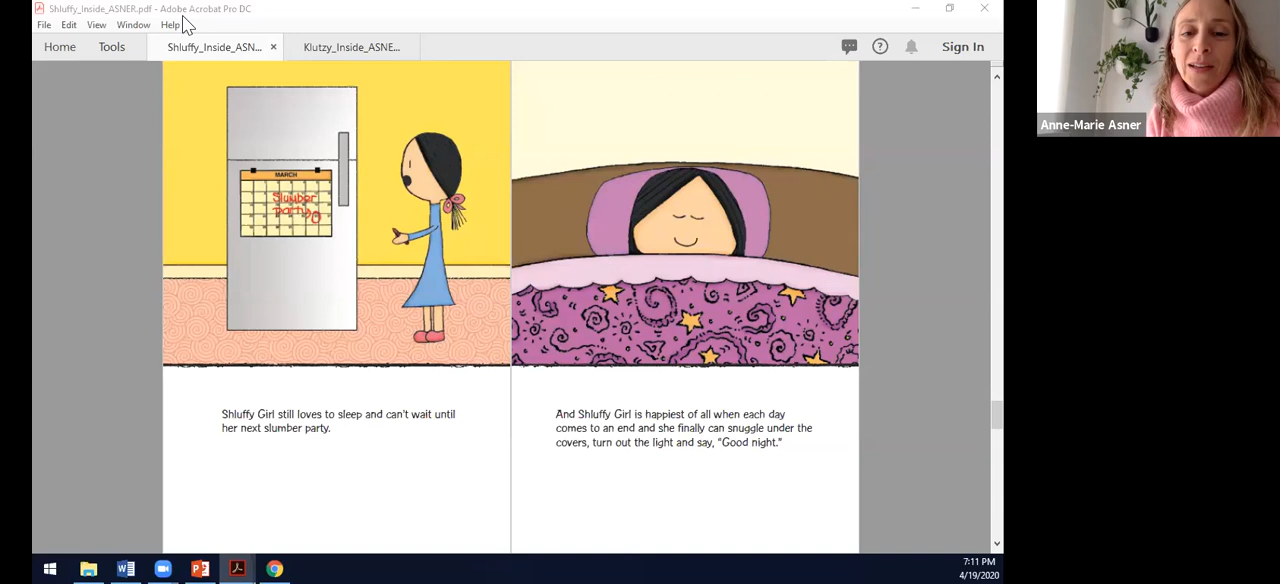 Shluffy_Inside_ASNER.pdf - Adobe Acrobat Pro DC
File Edit View Window Help
Home Tools Shluffy_Inside_ASN... × Klutzy_Inside_ASNE... Sign In
Anne-Marie Asner
MARCH
Slumber
party
Shluffy Girl still loves to sleep and can't wait until
her next slumber party.
And Shluffy Girl is happiest of all when each day
comes to an end and she finally can snuggle under the
covers, turn out the light and say, "Good night."
7:11 PM
4/19/2020